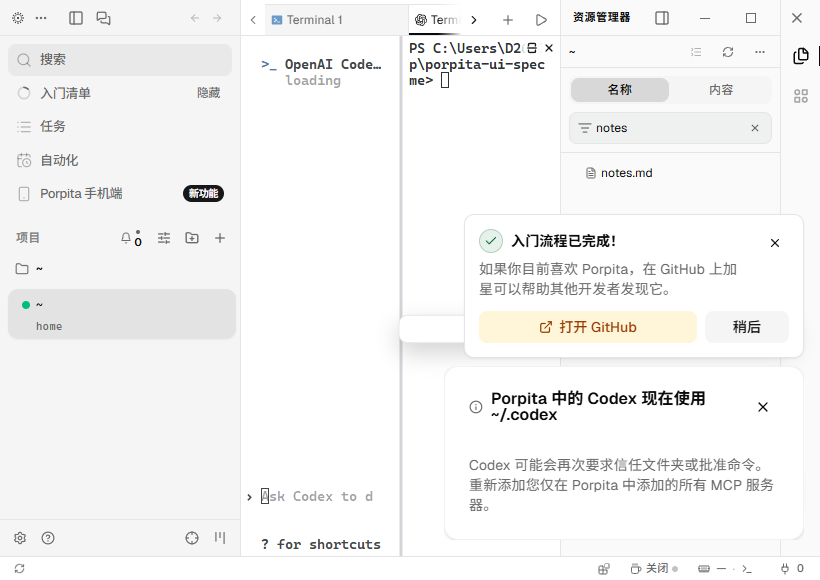 搜索
入门清单 隐藏
任务
自动化
Porpita 手机端 新功能
项目 0
~
~
home
Terminal 1
Term
>_ OpenAI Code…
loading
› Ask Codex to d
? for shortcuts
PS C:\Users\D2
p\porpita-ui-spec
me>
资源管理器
~
名称 内容
notes
notes.md
入门流程已完成！
如果你目前喜欢 Porpita，在 GitHub 上加
星可以帮助其他开发者发现它。
打开 GitHub 稍后
Porpita 中的 Codex 现在使用
~/.codex
Codex 可能会再次要求信任文件夹或批准命令。
重新添加您仅在 Porpita 中添加的所有 MCP 服务
器。
关闭 0